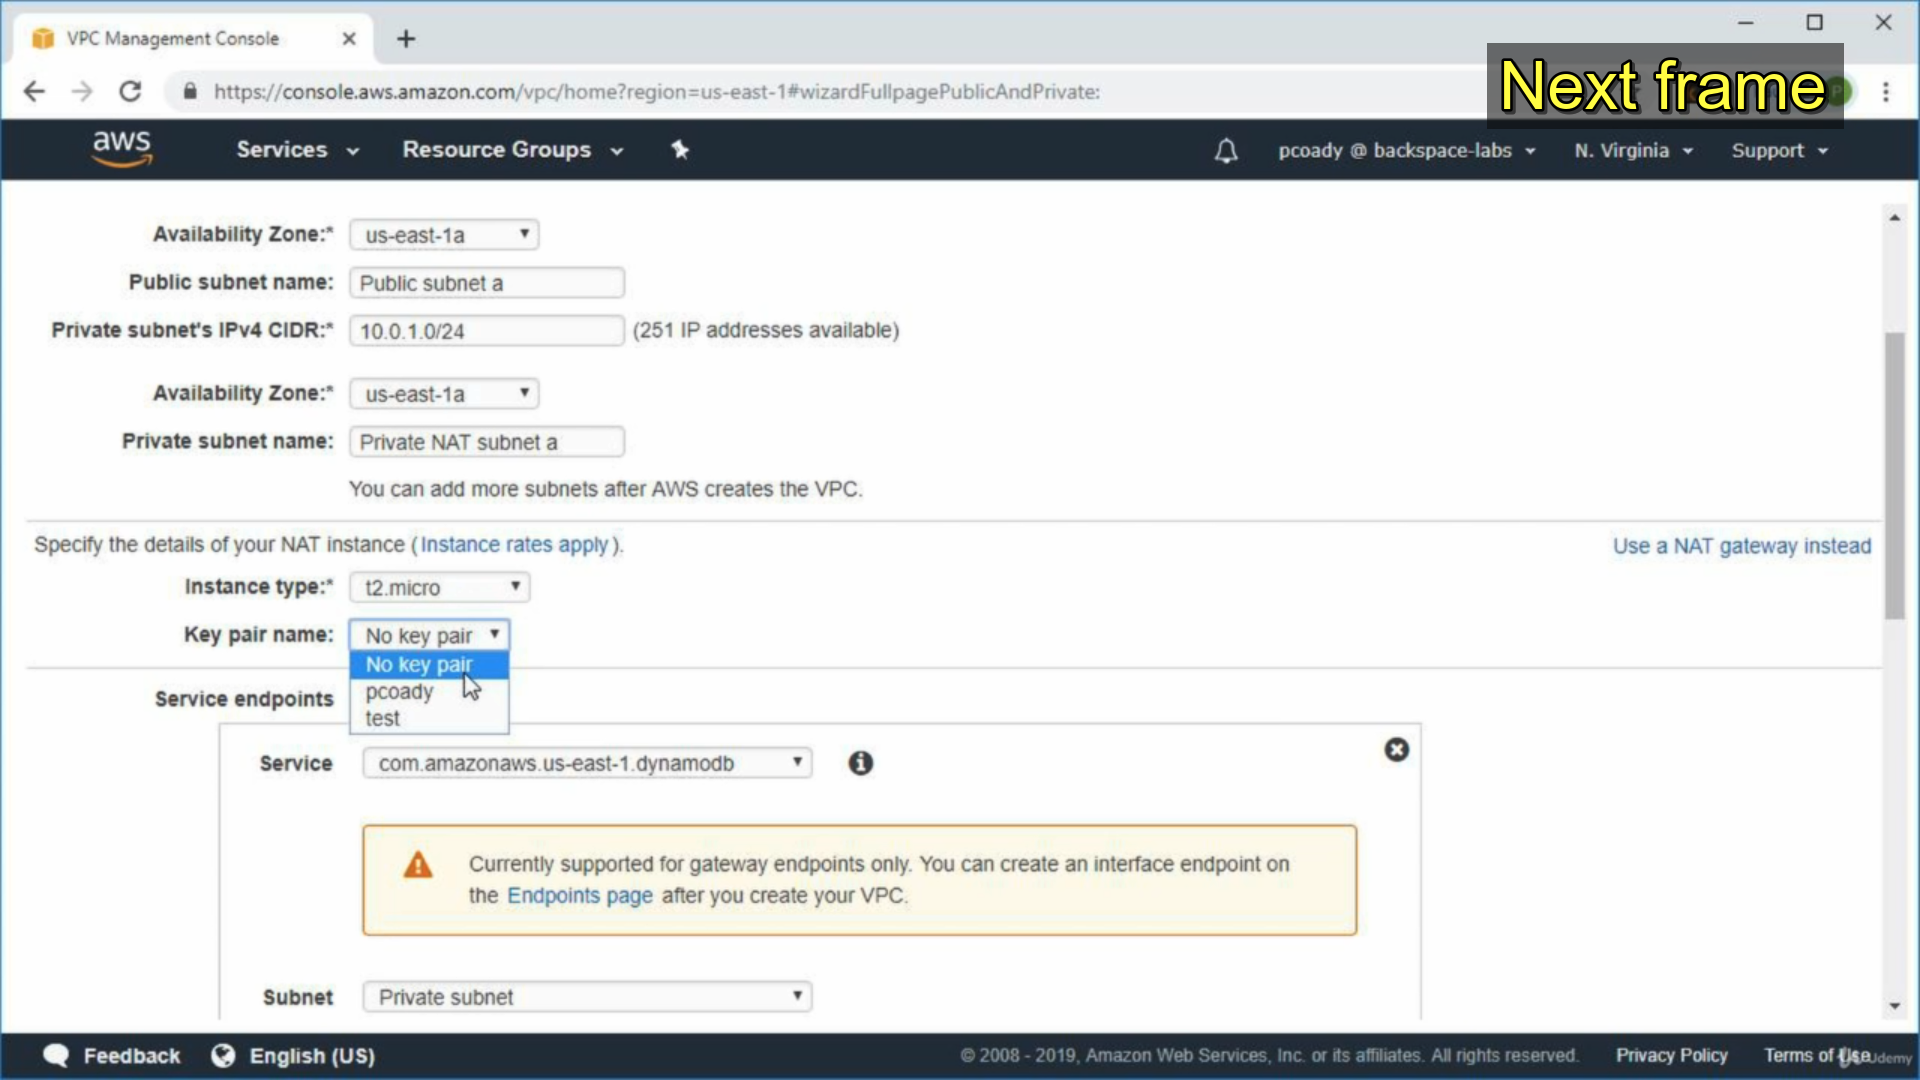 VPC Management Console
https://console.aws.amazon.com/vpc/home?region=us-east-1#wizardFullpagePublicAndPrivate:
Next frame
aws
Services
Resource Groups
pcoady @ backspace-labs
N. Virginia
Support
Availability Zone:* us-east-1a
Public subnet name: Public subnet a
Private subnet's IPv4 CIDR:* 10.0.1.0/24 (251 IP addresses available)
Availability Zone:* us-east-1a
Private subnet name: Private NAT subnet a
You can add more subnets after AWS creates the VPC.
Specify the details of your NAT instance (Instance rates apply).
Use a NAT gateway instead
Instance type:* t2.micro
Key pair name: No key pair
No key pair
pcoady
test
Service endpoints
Service com.amazonaws.us-east-1.dynamodb
Currently supported for gateway endpoints only. You can create an interface endpoint on
the Endpoints page after you create your VPC.
Subnet Private subnet
Feedback
English (US)
© 2008 - 2019, Amazon Web Services, Inc. or its affiliates. All rights reserved.
Privacy Policy
Terms of Use
Udemy